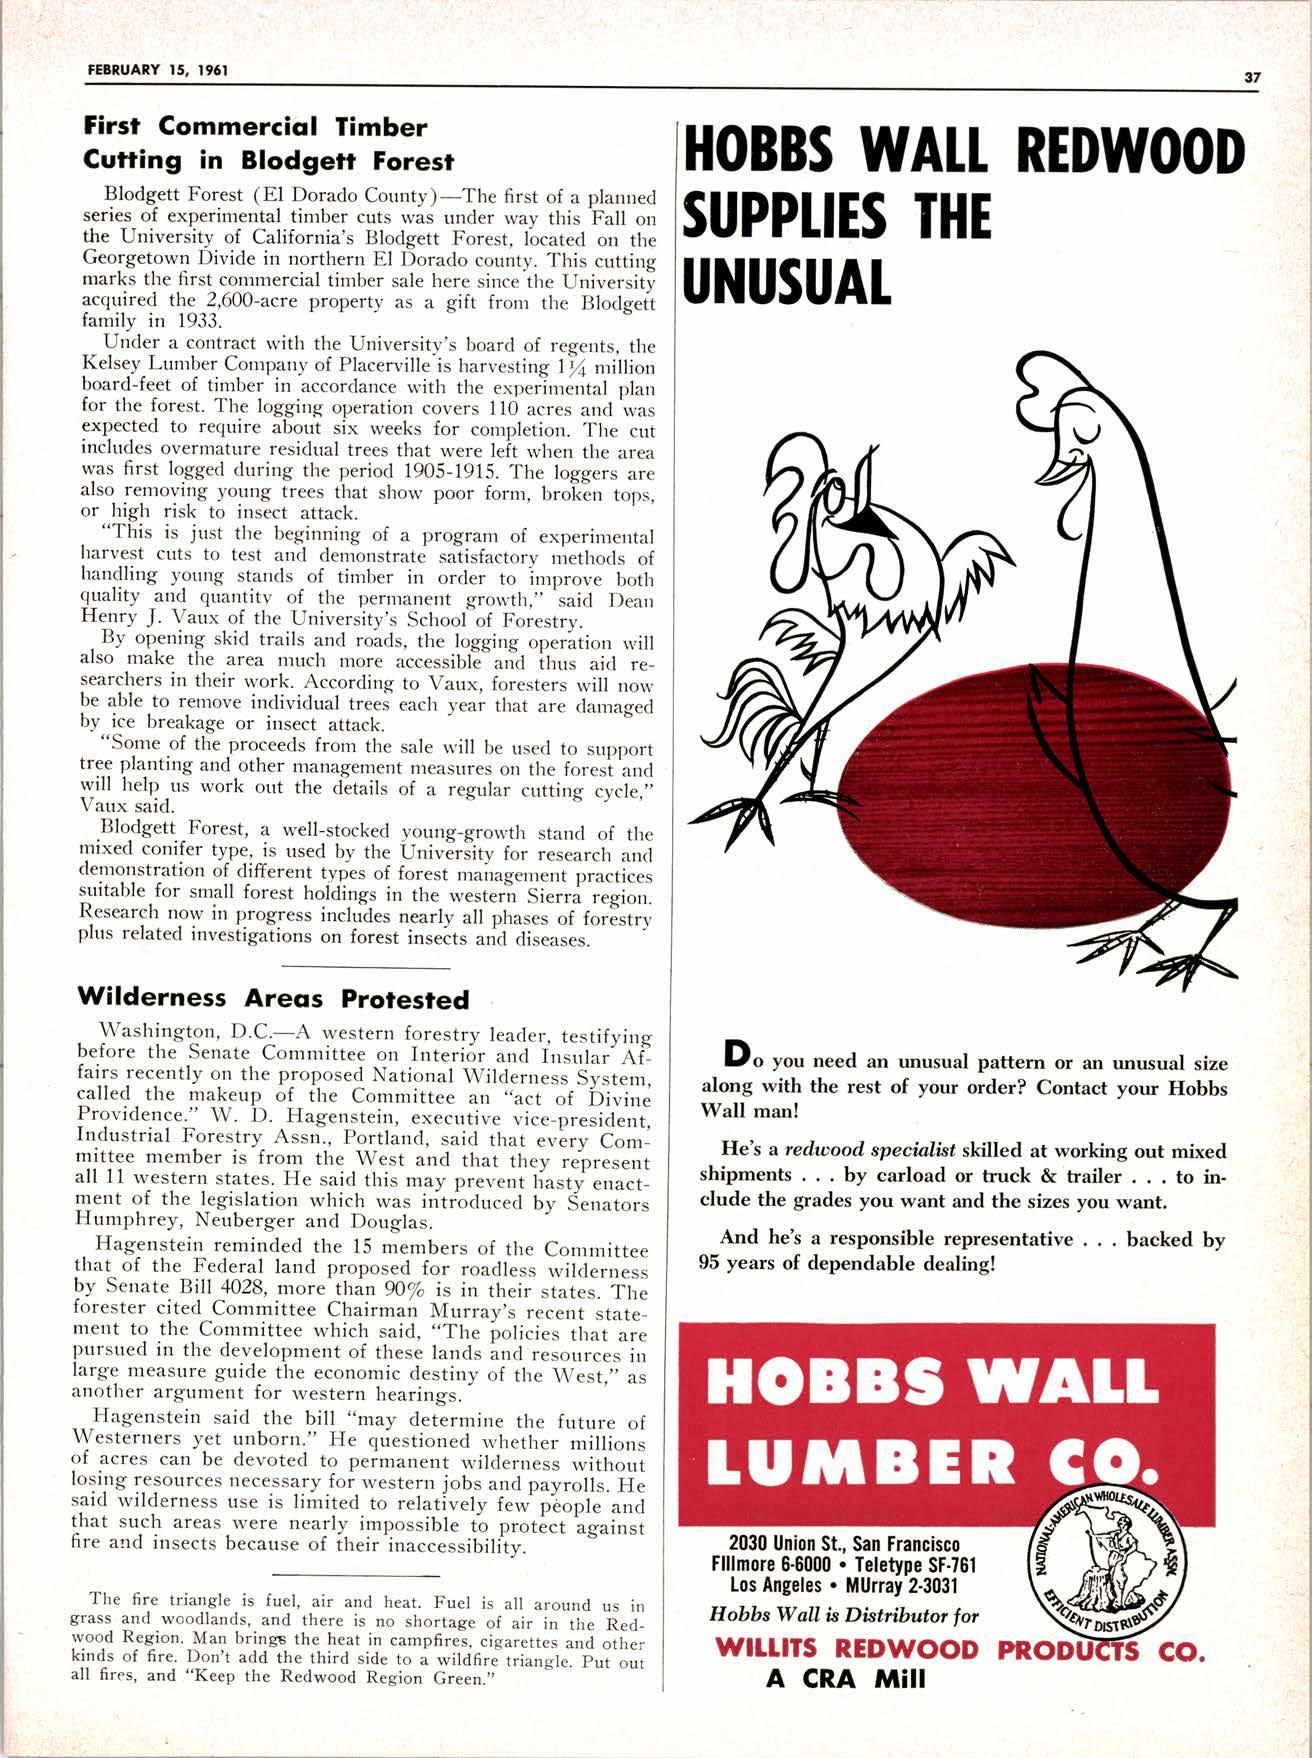 FEBRUARY 15, 1961
37
First Commercial Timber
Cutting in Blodgett Forest
Blodgett Forest (El Dorado County)—The first of a planned
series of experimental timber cuts was under way this Fall on
the University of California's Blodgett Forest, located on the
Georgetown Divide in northern El Dorado county. This cutting
marks the first commercial timber sale here since the University
acquired the 2,600-acre property as a gift from the Blodgett
family in 1933.
Under a contract with the University's board of regents, the
Kelsey Lumber Company of Placerville is harvesting 1¼ million
board-feet of timber in accordance with the experimental plan
for the forest. The logging operation covers 110 acres and was
expected to require about six weeks for completion. The cut
includes overmature residual trees that were left when the area
was first logged during the period 1905-1915. The loggers are
also removing young trees that show poor form, broken tops,
or high risk to insect attack.
"This is just the beginning of a program of experimental
harvest cuts to test and demonstrate satisfactory methods of
handling young stands of timber in order to improve both
quality and quantity of the permanent growth," said Dean
Henry J. Vaux of the University's School of Forestry.
By opening skid trails and roads, the logging operation will
also make the area much more accessible and thus aid re-
searchers in their work. According to Vaux, foresters will now
be able to remove individual trees each year that are damaged
by ice breakage or insect attack.
"Some of the proceeds from the sale will be used to support
tree planting and other management measures on the forest and
will help us work out the details of a regular cutting cycle,"
Vaux said.
Blodgett Forest, a well-stocked young-growth stand of the
mixed conifer type, is used by the University for research and
demonstration of different types of forest management practices
suitable for small forest holdings in the western Sierra region.
Research now in progress includes nearly all phases of forestry
plus related investigations on forest insects and diseases.
Wilderness Areas Protested
Washington, D.C.—A western forestry leader, testifying
before the Senate Committee on Interior and Insular Af-
fairs recently on the proposed National Wilderness System,
called the makeup of the Committee an "act of Divine
Providence." W. D. Hagenstein, executive vice-president,
Industrial Forestry Assn., Portland, said that every Com-
mittee member is from the West and that they represent
all 11 western states. He said this may prevent hasty enact-
ment of the legislation which was introduced by Senators
Humphrey, Neuberger and Douglas.
Hagenstein reminded the 15 members of the Committee
that of the Federal land proposed for roadless wilderness
by Senate Bill 4028, more than 90% is in their states. The
forester cited Committee Chairman Murray's recent state-
ment to the Committee which said, "The policies that are
pursued in the development of these lands and resources in
large measure guide the economic destiny of the West," as
another argument for western hearings.
Hagenstein said the bill "may determine the future of
Westerners yet unborn." He questioned whether millions
of acres can be devoted to permanent wilderness without
losing resources necessary for western jobs and payrolls. He
said wilderness use is limited to relatively few people and
that such areas were nearly impossible to protect against
fire and insects because of their inaccessibility.
The fire triangle is fuel, air and heat. Fuel is all around us in
grass and woodlands, and there is no shortage of air in the Red-
wood Region. Man brings the heat in campfires, cigarettes and other
kinds of fire. Don't add the third side to a wildfire triangle. Put out
all fires, and "Keep the Redwood Region Green."
HOBBS WALL REDWOOD
SUPPLIES THE
UNUSUAL
Do you need an unusual pattern or an unusual size
along with the rest of your order? Contact your Hobbs
Wall man!
He's a redwood specialist skilled at working out mixed
shipments . . . by carload or truck & trailer . . . to in-
clude the grades you want and the sizes you want.
And he's a responsible representative . . . backed by
95 years of dependable dealing!
HOBBS WALL
LUMBER CO.
2030 Union St., San Francisco
FIllmore 6-6000 • Teletype SF-761
Los Angeles • MUrray 2-3031
Hobbs Wall is Distributor for
NATIONAL-AMERICAN WHOLESALE LUMBER ASSN.
EFFICIENT DISTRIBUTION
WILLITS REDWOOD PRODUCTS CO.
A CRA Mill